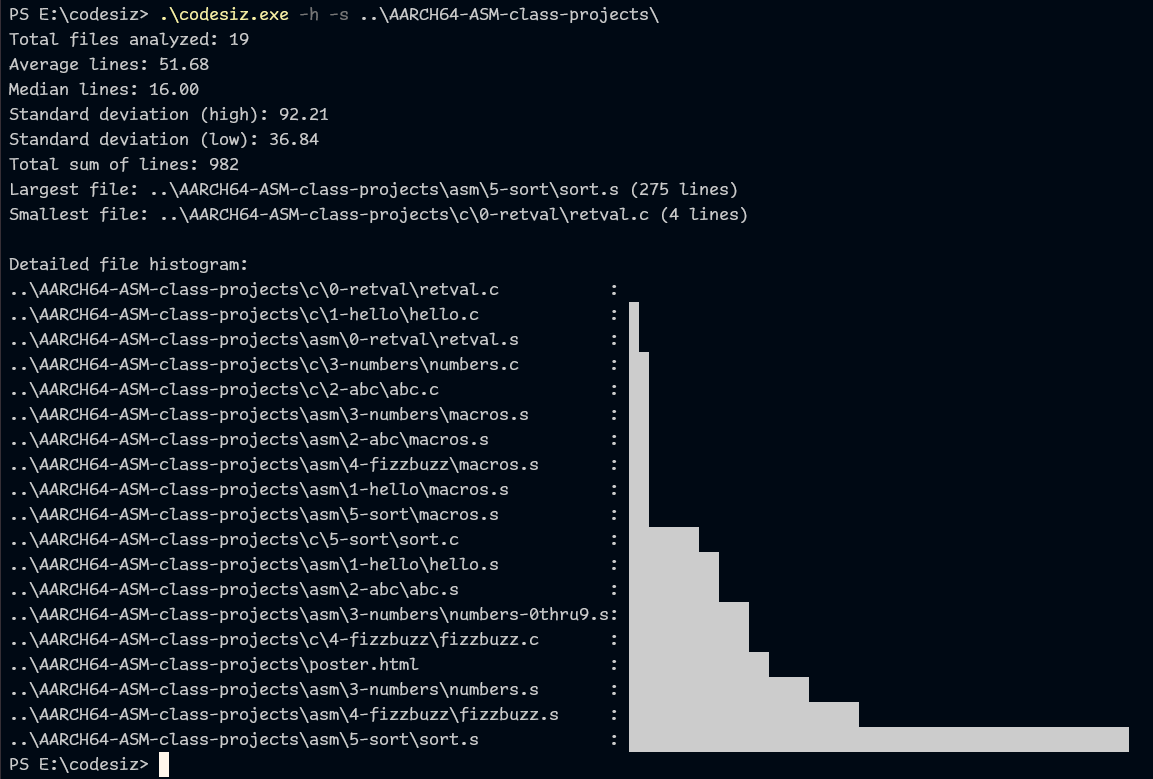 PS E:\codesiz> .\codesiz.exe -h -s ..\AARCH64-ASM-class-projects\
Total files analyzed: 19
Average lines: 51.68
Median lines: 16.00
Standard deviation (high): 92.21
Standard deviation (low): 36.84
Total sum of lines: 982
Largest file: ..\AARCH64-ASM-class-projects\asm\5-sort\sort.s (275 lines)
Smallest file: ..\AARCH64-ASM-class-projects\c\0-retval\retval.c (4 lines)
Detailed file histogram:
..\AARCH64-ASM-class-projects\c\0-retval\retval.c           :
..\AARCH64-ASM-class-projects\c\1-hello\hello.c             :
..\AARCH64-ASM-class-projects\asm\0-retval\retval.s         :
..\AARCH64-ASM-class-projects\c\3-numbers\numbers.c         :
..\AARCH64-ASM-class-projects\c\2-abc\abc.c                 :
..\AARCH64-ASM-class-projects\asm\3-numbers\macros.s        :
..\AARCH64-ASM-class-projects\asm\2-abc\macros.s            :
..\AARCH64-ASM-class-projects\asm\4-fizzbuzz\macros.s       :
..\AARCH64-ASM-class-projects\asm\1-hello\macros.s          :
..\AARCH64-ASM-class-projects\asm\5-sort\macros.s           :
..\AARCH64-ASM-class-projects\c\5-sort\sort.c               :
..\AARCH64-ASM-class-projects\asm\1-hello\hello.s           :
..\AARCH64-ASM-class-projects\asm\2-abc\abc.s               :
..\AARCH64-ASM-class-projects\asm\3-numbers\numbers-0thru9.s:
..\AARCH64-ASM-class-projects\c\4-fizzbuzz\fizzbuzz.c       :
..\AARCH64-ASM-class-projects\poster.html                   :
..\AARCH64-ASM-class-projects\asm\3-numbers\numbers.s       :
..\AARCH64-ASM-class-projects\asm\4-fizzbuzz\fizzbuzz.s     :
..\AARCH64-ASM-class-projects\asm\5-sort\sort.s             :
PS E:\codesiz>